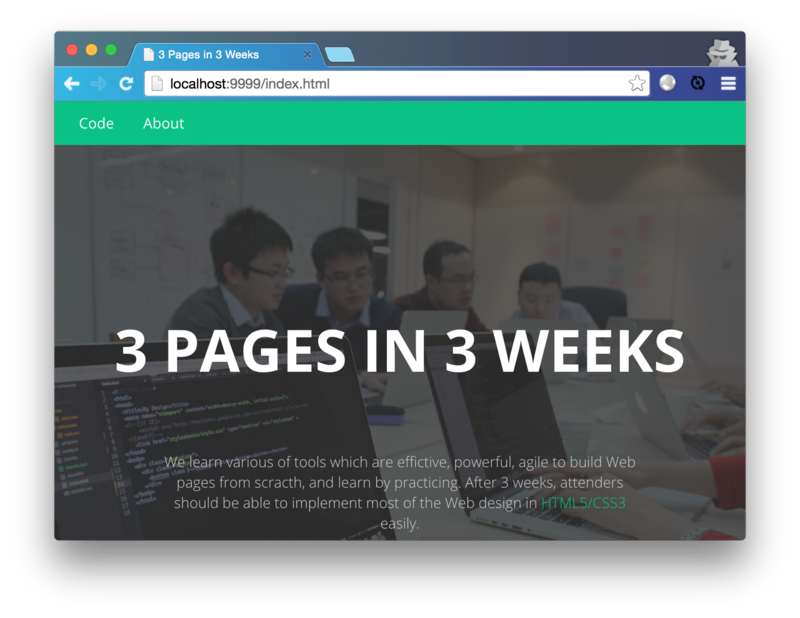 3 Pages in 3 Weeks
localhost:9999/index.html
Code About
3 PAGES IN 3 WEEKS
We learn various of tools which are effictive, powerful, agile to build Web
pages from scracth, and learn by practicing. After 3 weeks, attenders
should be able to implement most of the Web design in HTML5/CSS3
easily.